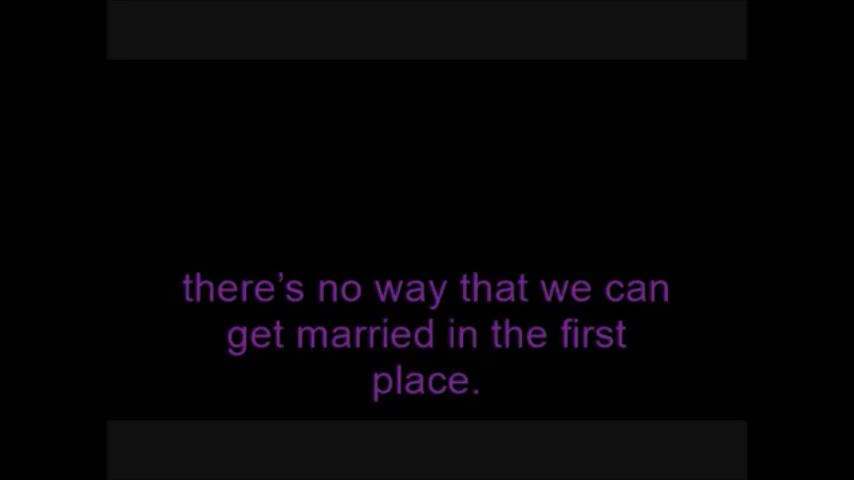 there’s no way that we can
get married in the first
place.